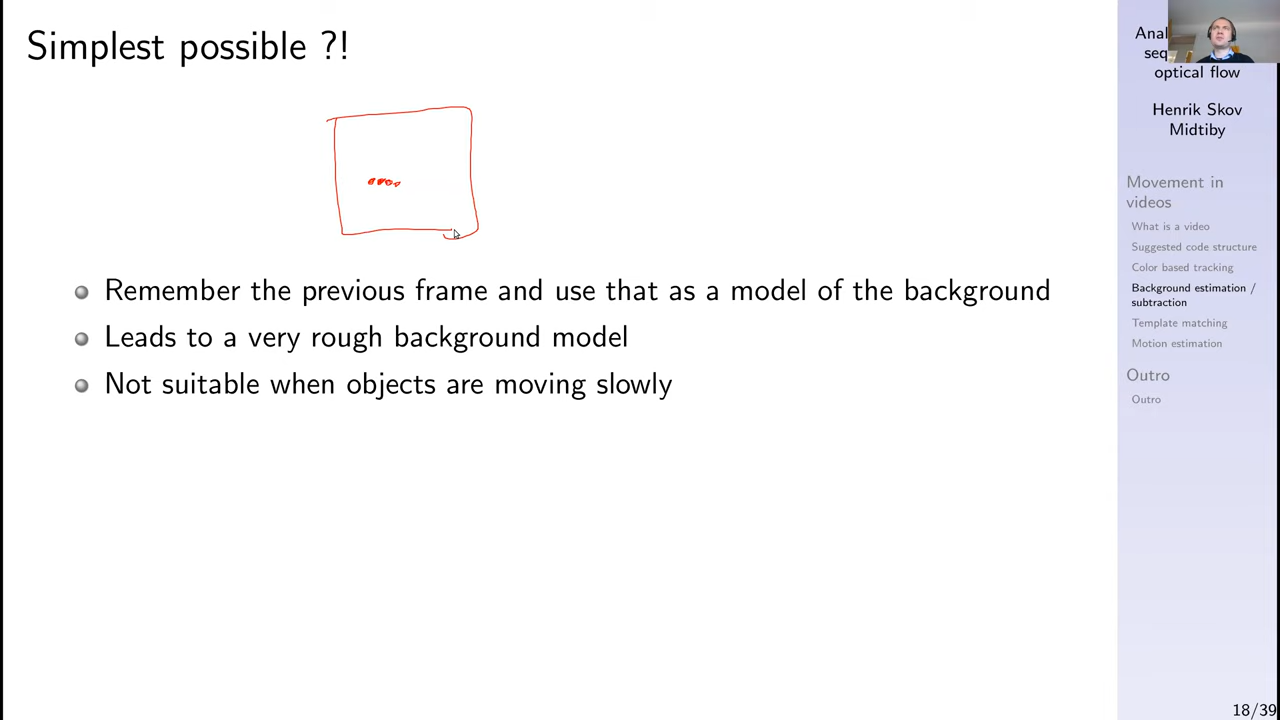 Simplest possible ?!
Remember the previous frame and use that as a model of the background
Leads to a very rough background model
Not suitable when objects are moving slowly
Anal
seq
optical flow
Henrik Skov
Midtiby
Movement in
videos
What is a video
Suggested code structure
Color based tracking
Background estimation /
subtraction
Template matching
Motion estimation
Outro
Outro
18/39